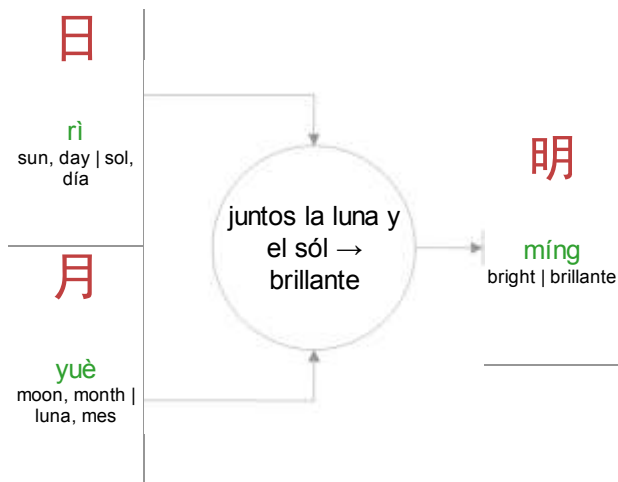 日
rì
sun, day | sol,
día
月
yuè
moon, month |
luna, mes
juntos la luna y
el sól →
brillante
明
míng
bright | brillante